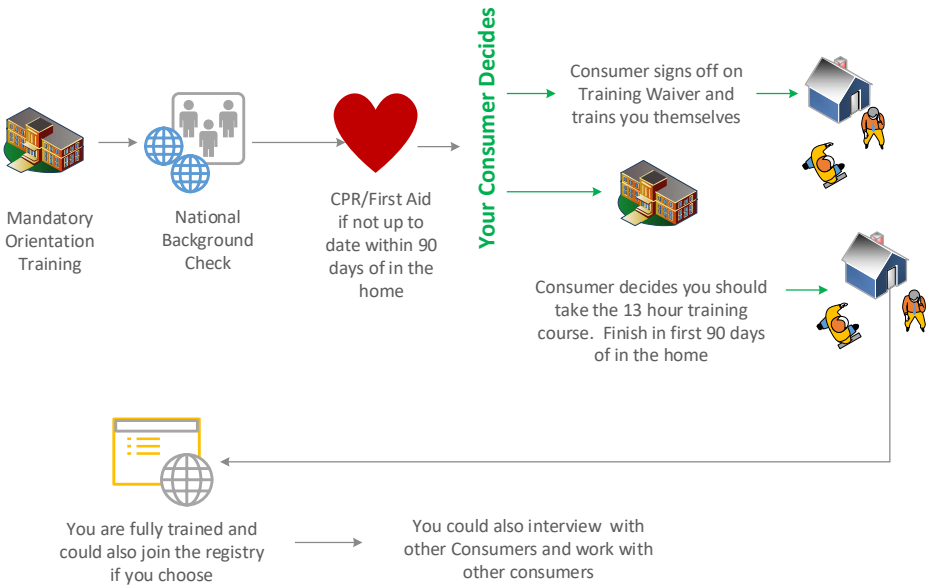 Mandatory
Orientation
Training
National
Background
Check
CPR/First Aid
if not up to
date within 90
days of in the
home
Your Consumer Decides
Consumer signs off on
Training Waiver and
trains you themselves
Consumer decides you should
take the 13 hour training
course.  Finish in first 90 days
of in the home
You are fully trained and
could also join the registry
if you choose
You could also interview  with
other Consumers and work with
other consumers